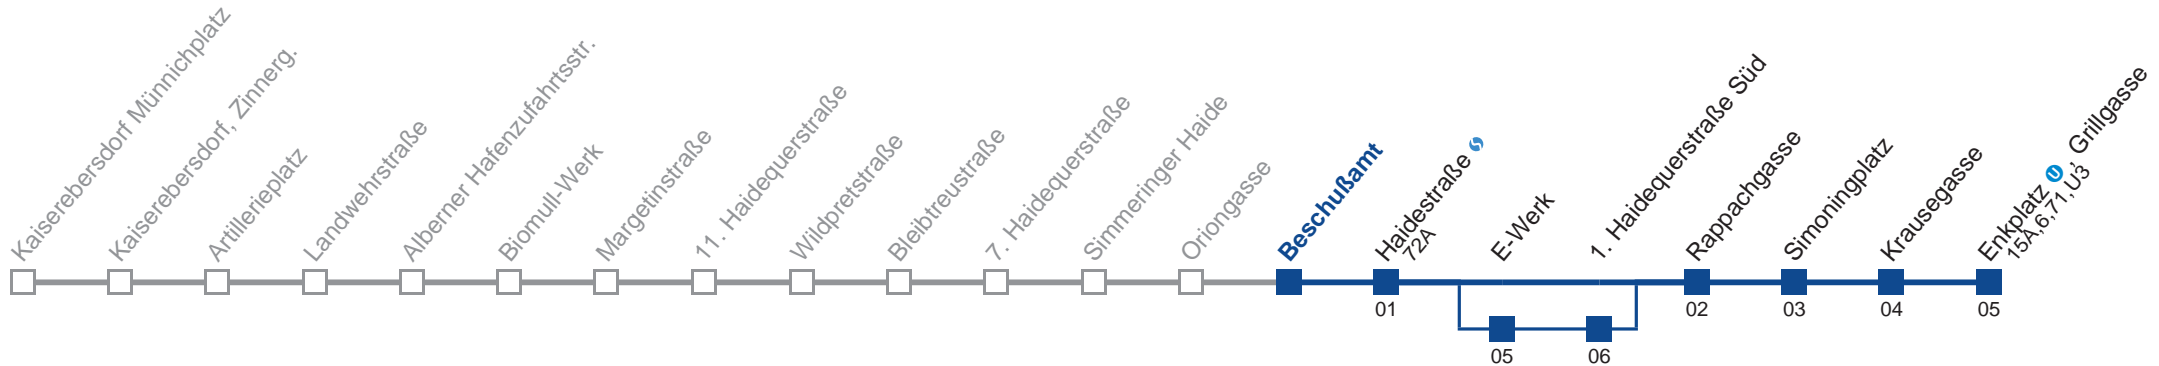 Kaiserebersdorf Münnichplatz
Kaiserebersdorf, Zinnerg.
Artillerieplatz
Landwehrstraße
Alberner Hafenzufahrtsstr.
Biomull-Werk
Margetinstraße
11. Haidequerstraße
Wildpretstraße
Bleibtreustraße
7. Haidequerstraße
Simmeringer Haide
Oriongasse
Beschußamt
Haidestraße S
72A
E-Werk
1. Haidequerstraße Süd
Rappachgasse
Simoningplatz
Krausegasse
Enkplatz U, Grillgasse
15A,6,71,U3
01
02
03
04
05
05
06